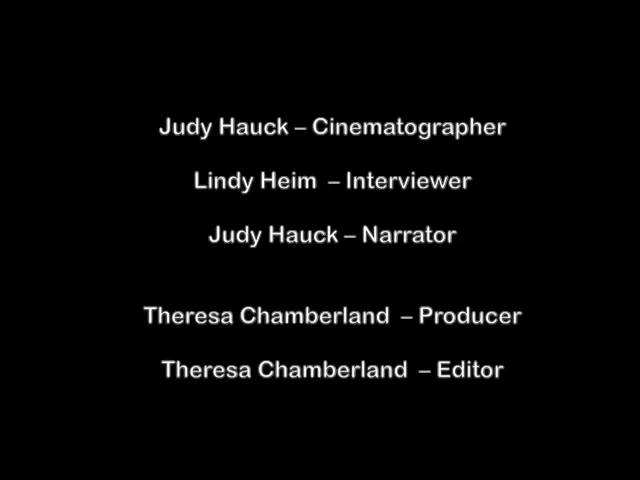 Judy Hauck – Cinematographer
Lindy Heim – Interviewer
Judy Hauck – Narrator
Theresa Chamberland – Producer
Theresa Chamberland – Editor